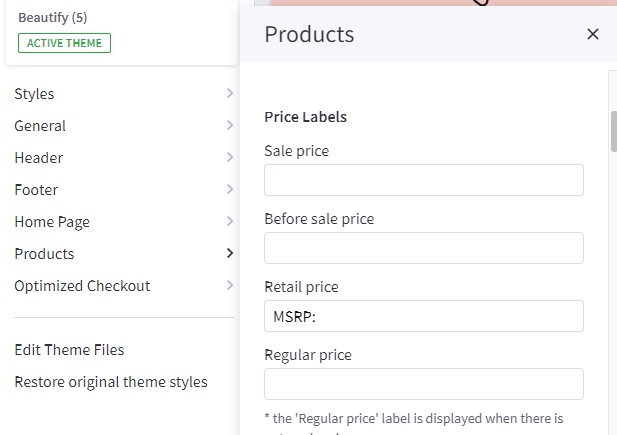 Beautify (5)
ACTIVE THEME
Styles
General
Header
Footer
Home Page
Products
Optimized Checkout
Edit Theme Files
Restore original theme styles
Products
Price Labels
Sale price
Before sale price
Retail price
MSRP:
Regular price
* the 'Regular price' label is displayed when there is